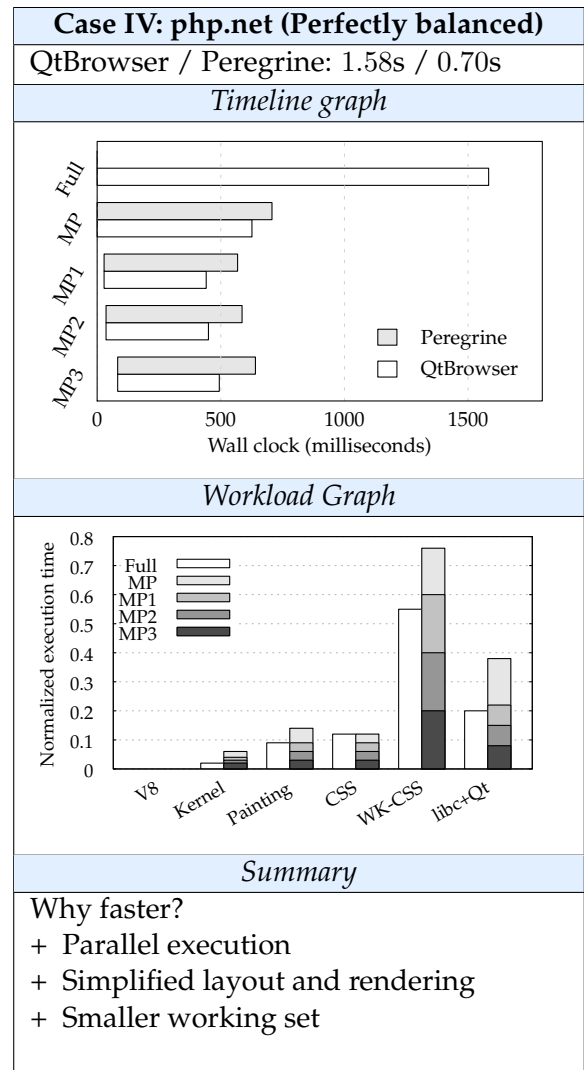 Case IV: php.net (Perfectly balanced)
QtBrowser / Peregrine: 1.58s / 0.70s
Timeline graph
Full
MP
MP1
MP2
MP3
Peregrine
QtBrowser
0 500 1000 1500
Wall clock (milliseconds)
Workload Graph
Normalized execution time
0.8
0.7
0.6
0.5
0.4
0.3
0.2
0.1
0
Full
MP
MP1
MP2
MP3
V8 Kernel Painting CSS WK-CSS libc+Qt
Summary
Why faster?
+ Parallel execution
+ Simplified layout and rendering
+ Smaller working set